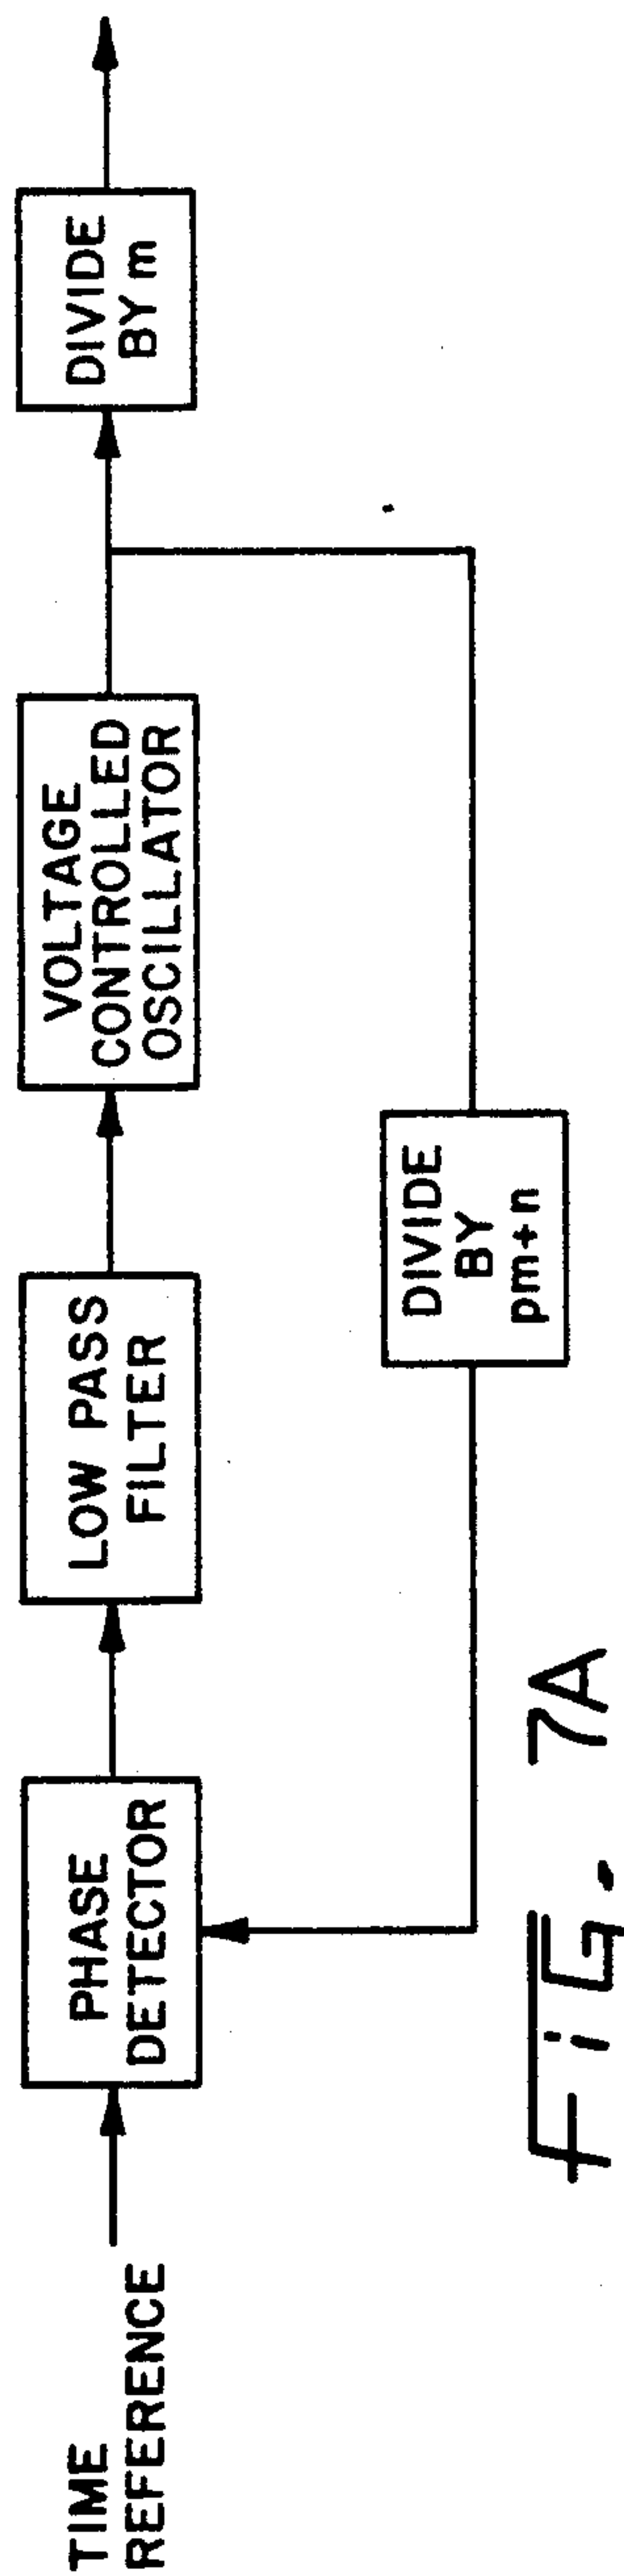 TIME
REFERENCE
PHASE
DETECTOR
LOW PASS
FILTER
VOLTAGE
CONTROLLED
OSCILLATOR
DIVIDE
BY m
DIVIDE
BY
pm+n
FiG. 7A